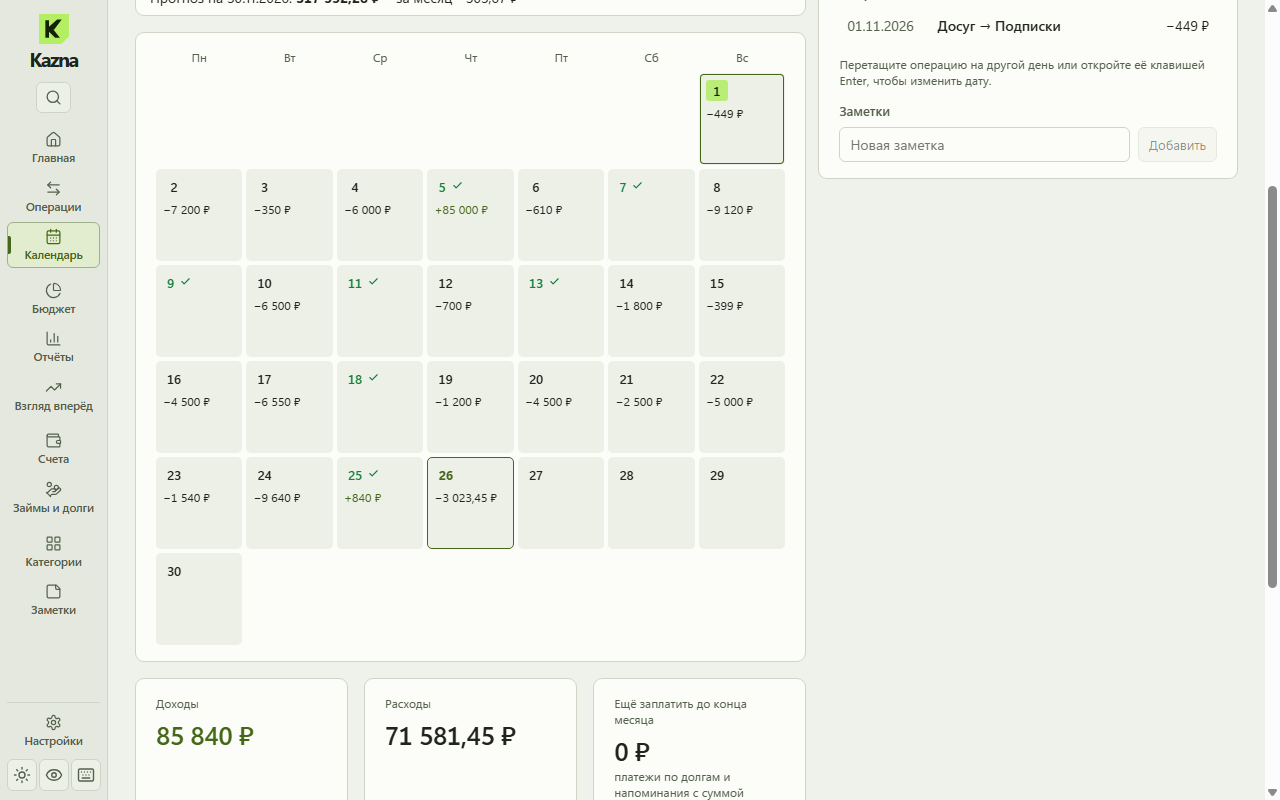 Kazna
Главная
Операции
Календарь
Бюджет
Отчёты
Взгляд вперёд
Счета
Займы и долги
Категории
Заметки
Настройки
Пн Вт Ср Чт Пт Сб Вс
1
−449 ₽
2 3 4 5 6 7 8
−7 200 ₽ −350 ₽ −6 000 ₽ +85 000 ₽ −610 ₽ −9 120 ₽
9 10 11 12 13 14 15
−6 500 ₽ −700 ₽ −1 800 ₽ −399 ₽
16 17 18 19 20 21 22
−4 500 ₽ −6 550 ₽ −1 200 ₽ −4 500 ₽ −2 500 ₽ −5 000 ₽
23 24 25 26 27 28 29
−1 540 ₽ −9 640 ₽ +840 ₽ −3 023,45 ₽
30
Доходы
85 840 ₽
Расходы
71 581,45 ₽
Ещё заплатить до конца
месяца
0 ₽
платежи по долгам и
напоминания с суммой
01.11.2026 Досуг → Подписки −449 ₽
Перетащите операцию на другой день или откройте её клавишей
Enter, чтобы изменить дату.
Заметки
Новая заметка Добавить